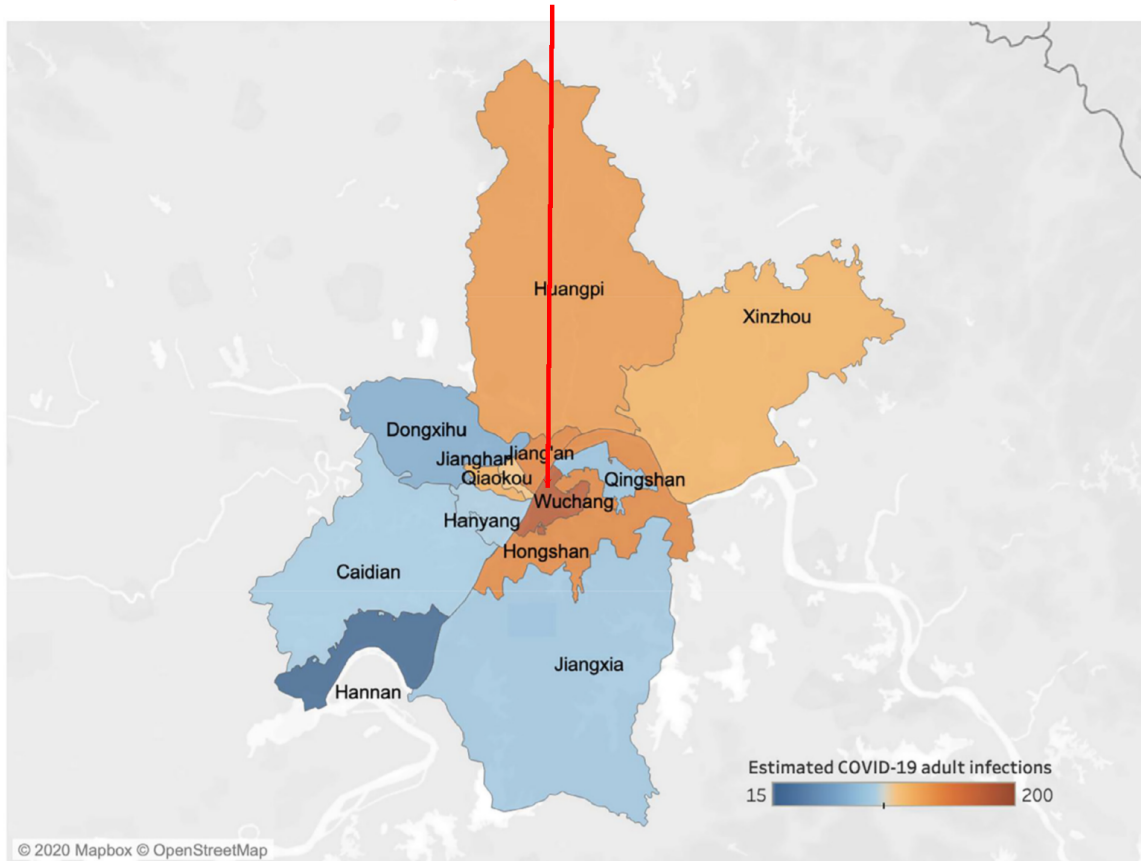 Huangpi
Xinzhou
Dongxihu
Jiang'an
Jianghan
Qiaokou
Qingshan
Wuchang
Hanyang
Hongshan
Caidian
Jiangxia
Hannan
Estimated COVID-19 adult infections
15 200
© 2020 Mapbox © OpenStreetMap